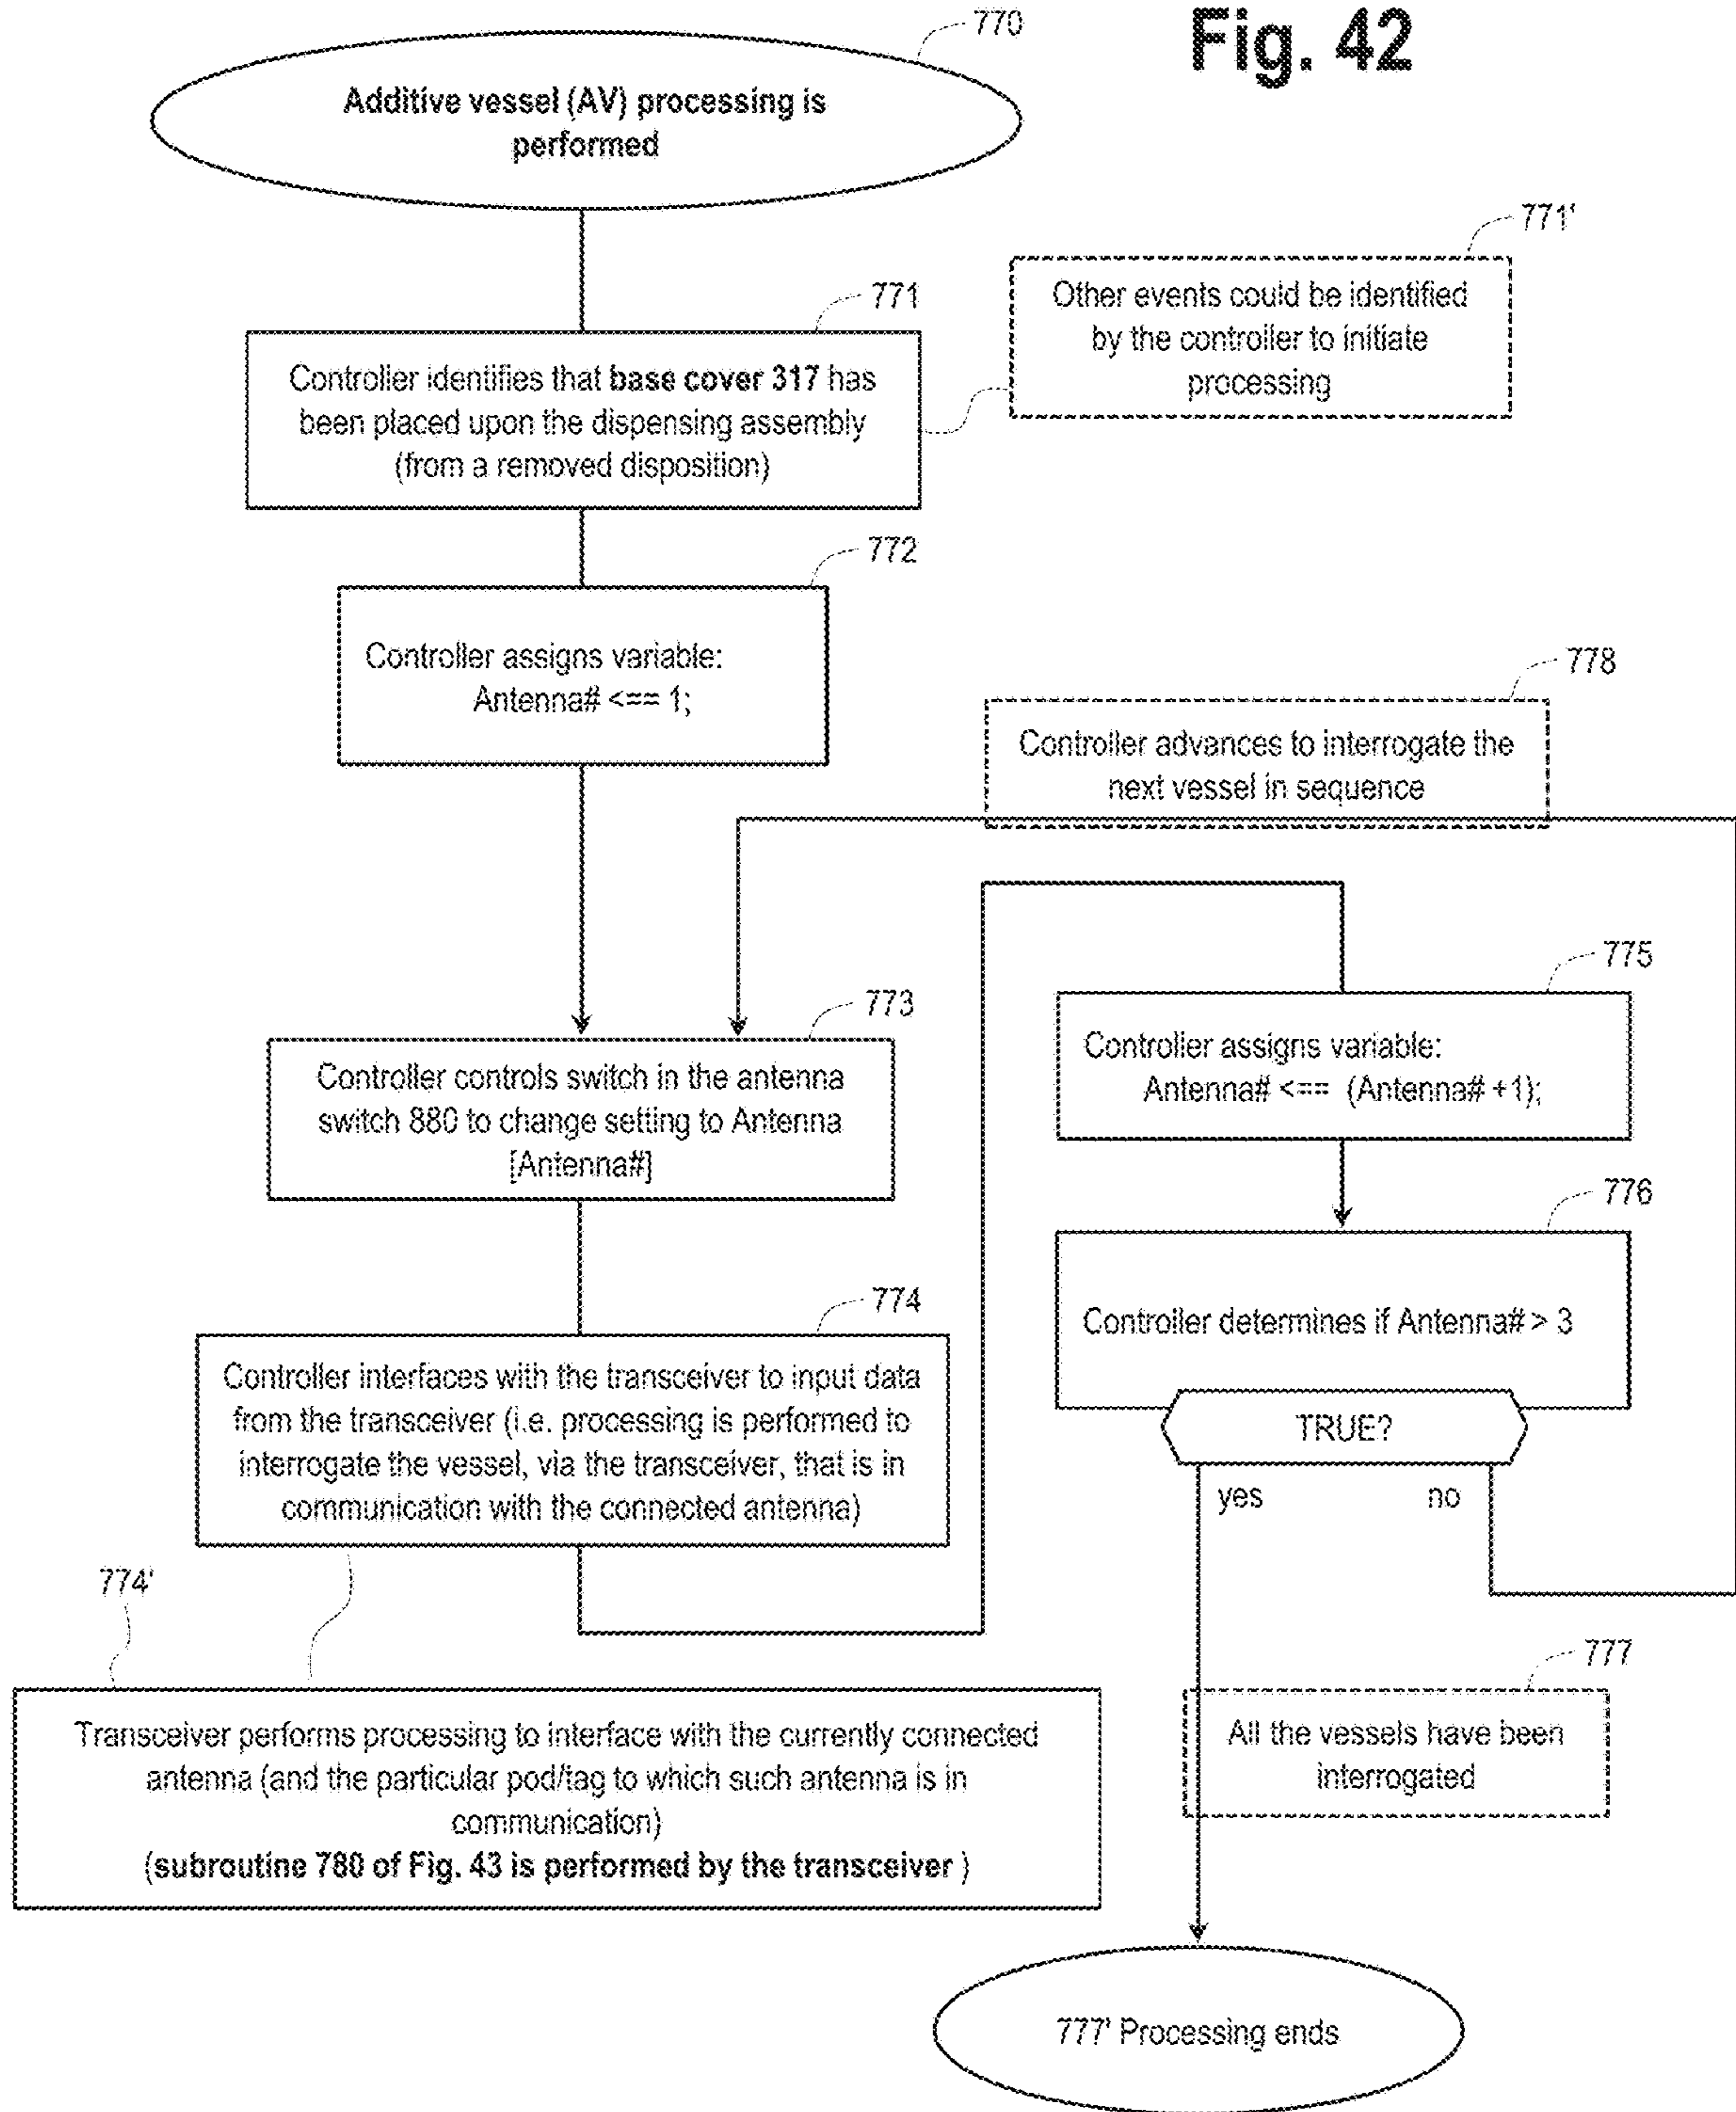 Fig. 42
770
Additive vessel (AV) processing is
performed
771'
Other events could be identified
by the controller to initiate
processing
771
Controller identifies that base cover 317 has
been placed upon the dispensing assembly
(from a removed disposition)
772
Controller assigns variable:
Antenna# <== 1;
778
Controller advances to interrogate the
next vessel in sequence
773
Controller controls switch in the antenna
switch 880 to change setting to Antenna
[Antenna#]
774
Controller interfaces with the transceiver to input data
from the transceiver (i.e. processing is performed to
interrogate the vessel, via the transceiver, that is in
communication with the connected antenna)
774'
Transceiver performs processing to interface with the currently connected
antenna (and the particular pod/tag to which such antenna is in
communication)
(subroutine 780 of Fig. 43 is performed by the transceiver )
775
Controller assigns variable:
Antenna# <== (Antenna# +1);
776
Controller determines if Antenna# > 3
TRUE?
yes
no
777
All the vessels have been
interrogated
777' Processing ends